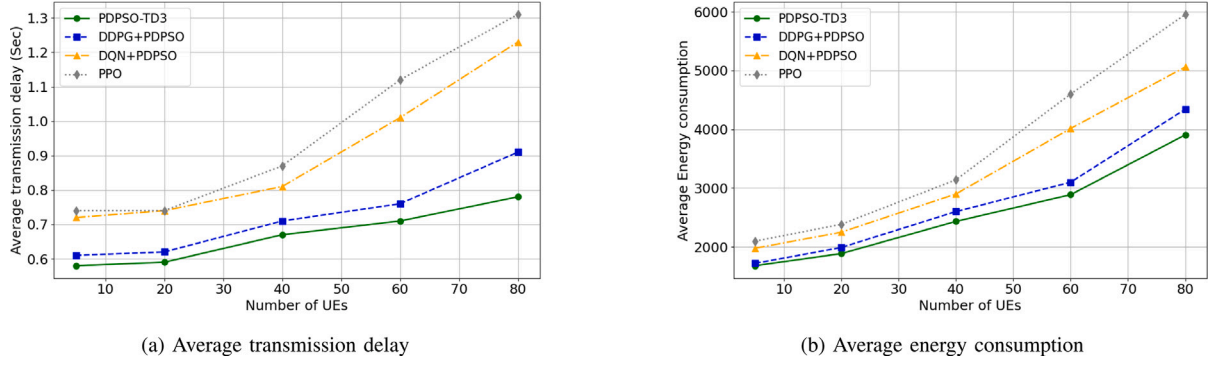 PDPSO-TD3
DDPG+PDPSO
DQN+PDPSO
PPO
Average transmission delay (Sec)
1.3
1.2
1.1
1.0
0.9
0.8
0.7
0.6
10 20 30 40 50 60 70 80
Number of UEs
(a) Average transmission delay
PDPSO-TD3
DDPG+PDPSO
DQN+PDPSO
PPO
Average Energy consumption
6000
5000
4000
3000
2000
10 20 30 40 50 60 70 80
Number of UEs
(b) Average energy consumption